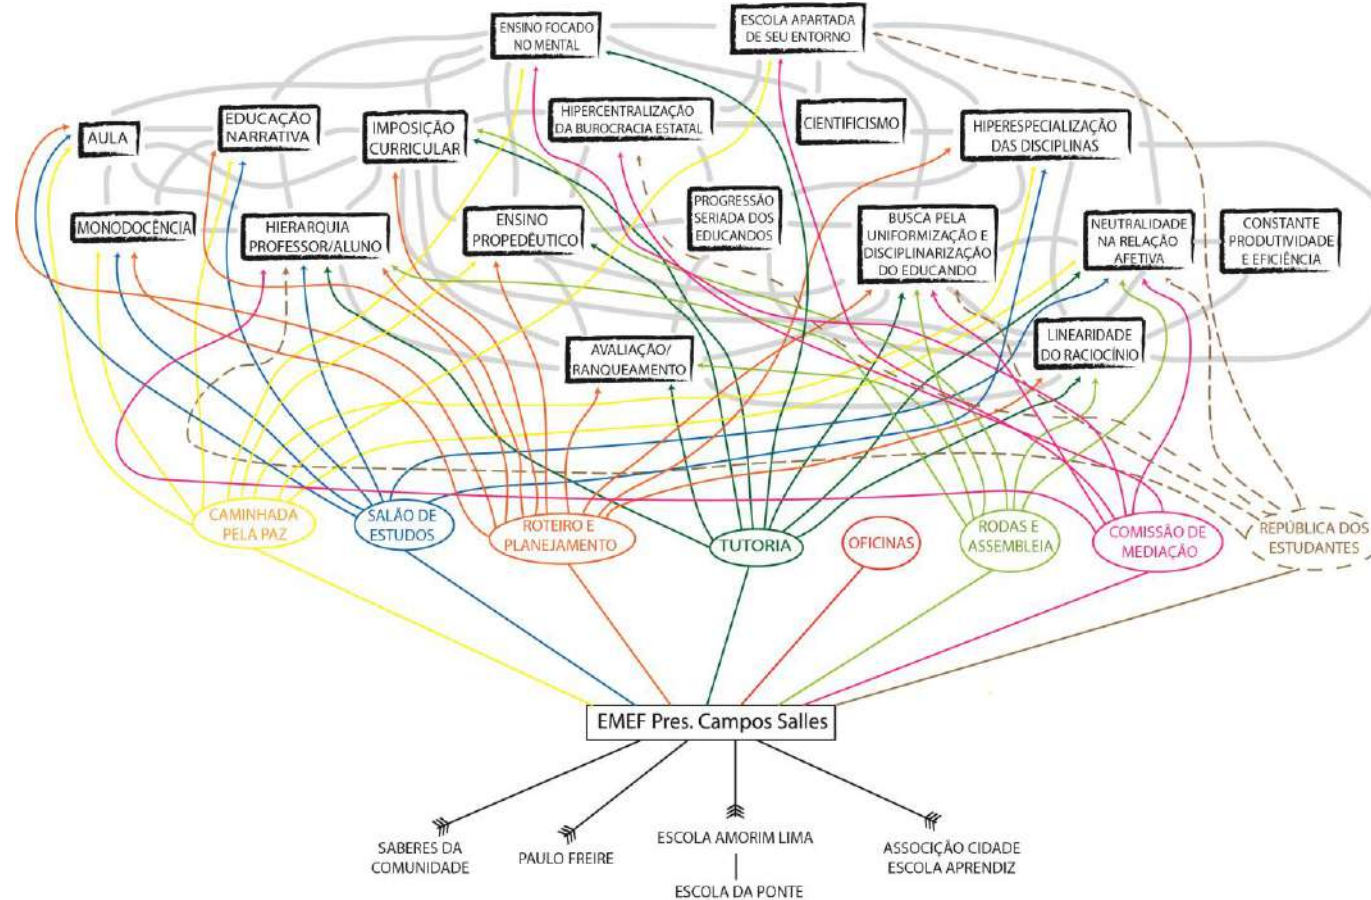 ENSINO FOCADO
NO MENTAL
ESCOLA APARTADA
DE SEU ENTORNO
AULA
EDUCAÇÃO
NARRATIVA
IMPOSIÇÃO
CURRICULAR
HIPERCENTRALIZAÇÃO
DA BUROCRACIA ESTATAL
CIENTIFICISMO
HIPERESPECIALIZAÇÃO
DAS DISCIPLINAS
MONODOCÊNCIA
HIERARQUIA
PROFESSOR/ALUNO
ENSINO
PROPEDÊUTICO
PROGRESSÃO
SERIADA DOS
EDUCANDOS
BUSCA PELA
UNIFORMIZAÇÃO E
DISCIPLINARIZAÇÃO
DO EDUCANDO
NEUTRALIDADE
NA RELAÇÃO
AFETIVA
CONSTANTE
PRODUTIVIDADE
E EFICIÊNCIA
AVALIAÇÃO/
RANQUEAMENTO
LINEARIDADE
DO RACIOCÍNIO
CAMINHADA
PELA PAZ
SALÃO DE
ESTUDOS
ROTEIRO E
PLANEJAMENTO
TUTORIA
OFICINAS
RODAS E
ASSEMBLEIA
COMISSÃO DE
MEDIAÇÃO
REPÚBLICA DOS
ESTUDANTES
EMEF Pres. Campos Salles
SABERES DA
COMUNIDADE
PAULO FREIRE
ESCOLA AMORIM LIMA
ESCOLA DA PONTE
ASSOCIÇÃO CIDADE
ESCOLA APRENDIZ